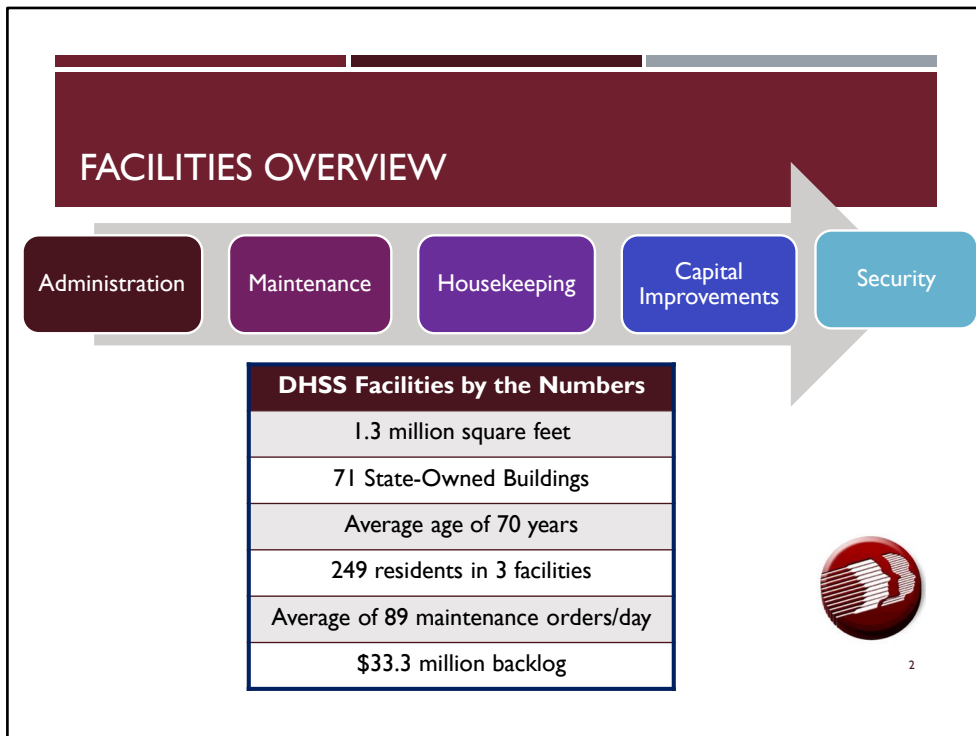 FACILITIES OVERVIEW
Administration
Maintenance
Housekeeping
Capital
Improvements
Security
DHSS Facilities by the Numbers
1.3 million square feet
71 State-Owned Buildings
Average age of 70 years
249 residents in 3 facilities
Average of 89 maintenance orders/day
$33.3 million backlog
2